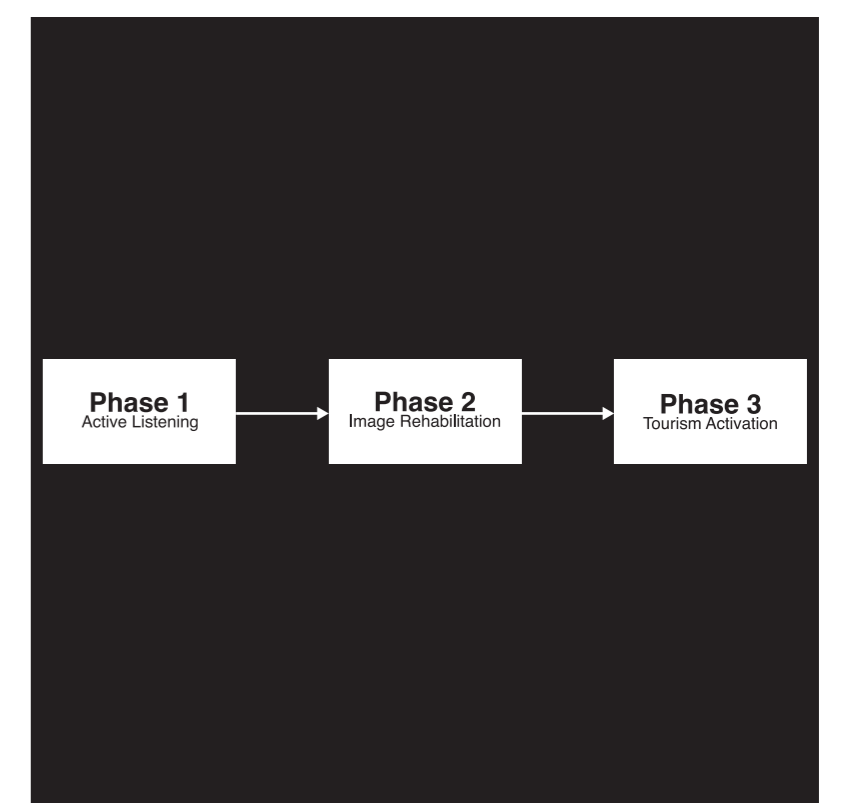 Phase 1
Active Listening
Phase 2
Image Rehabilitation
Phase 3
Tourism Activation